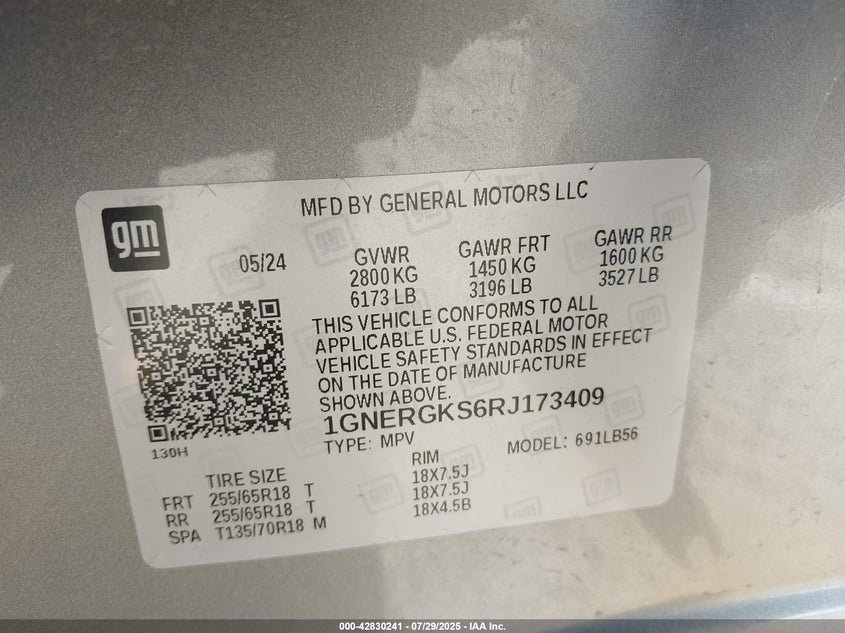 gm
MFD BY GENERAL MOTORS LLC
05/24
GVWR
2800 KG
6173 LB
GAWR FRT
1450 KG
3196 LB
GAWR RR
1600 KG
3527 LB
THIS VEHICLE CONFORMS TO ALL
APPLICABLE U.S. FEDERAL MOTOR
VEHICLE SAFETY STANDARDS IN EFFECT
ON THE DATE OF MANUFACTURE
SHOWN ABOVE.
1GNERGKS6RJ173409
130H
TYPE: MPV
MODEL: 691LB56
TIRE SIZE RIM
FRT 255/65R18 T 18X7.5J
RR 255/65R18 T 18X7.5J
SPA T135/70R18 M 18X4.5B
000-42830241 - 07/29/2025 - IAA Inc.